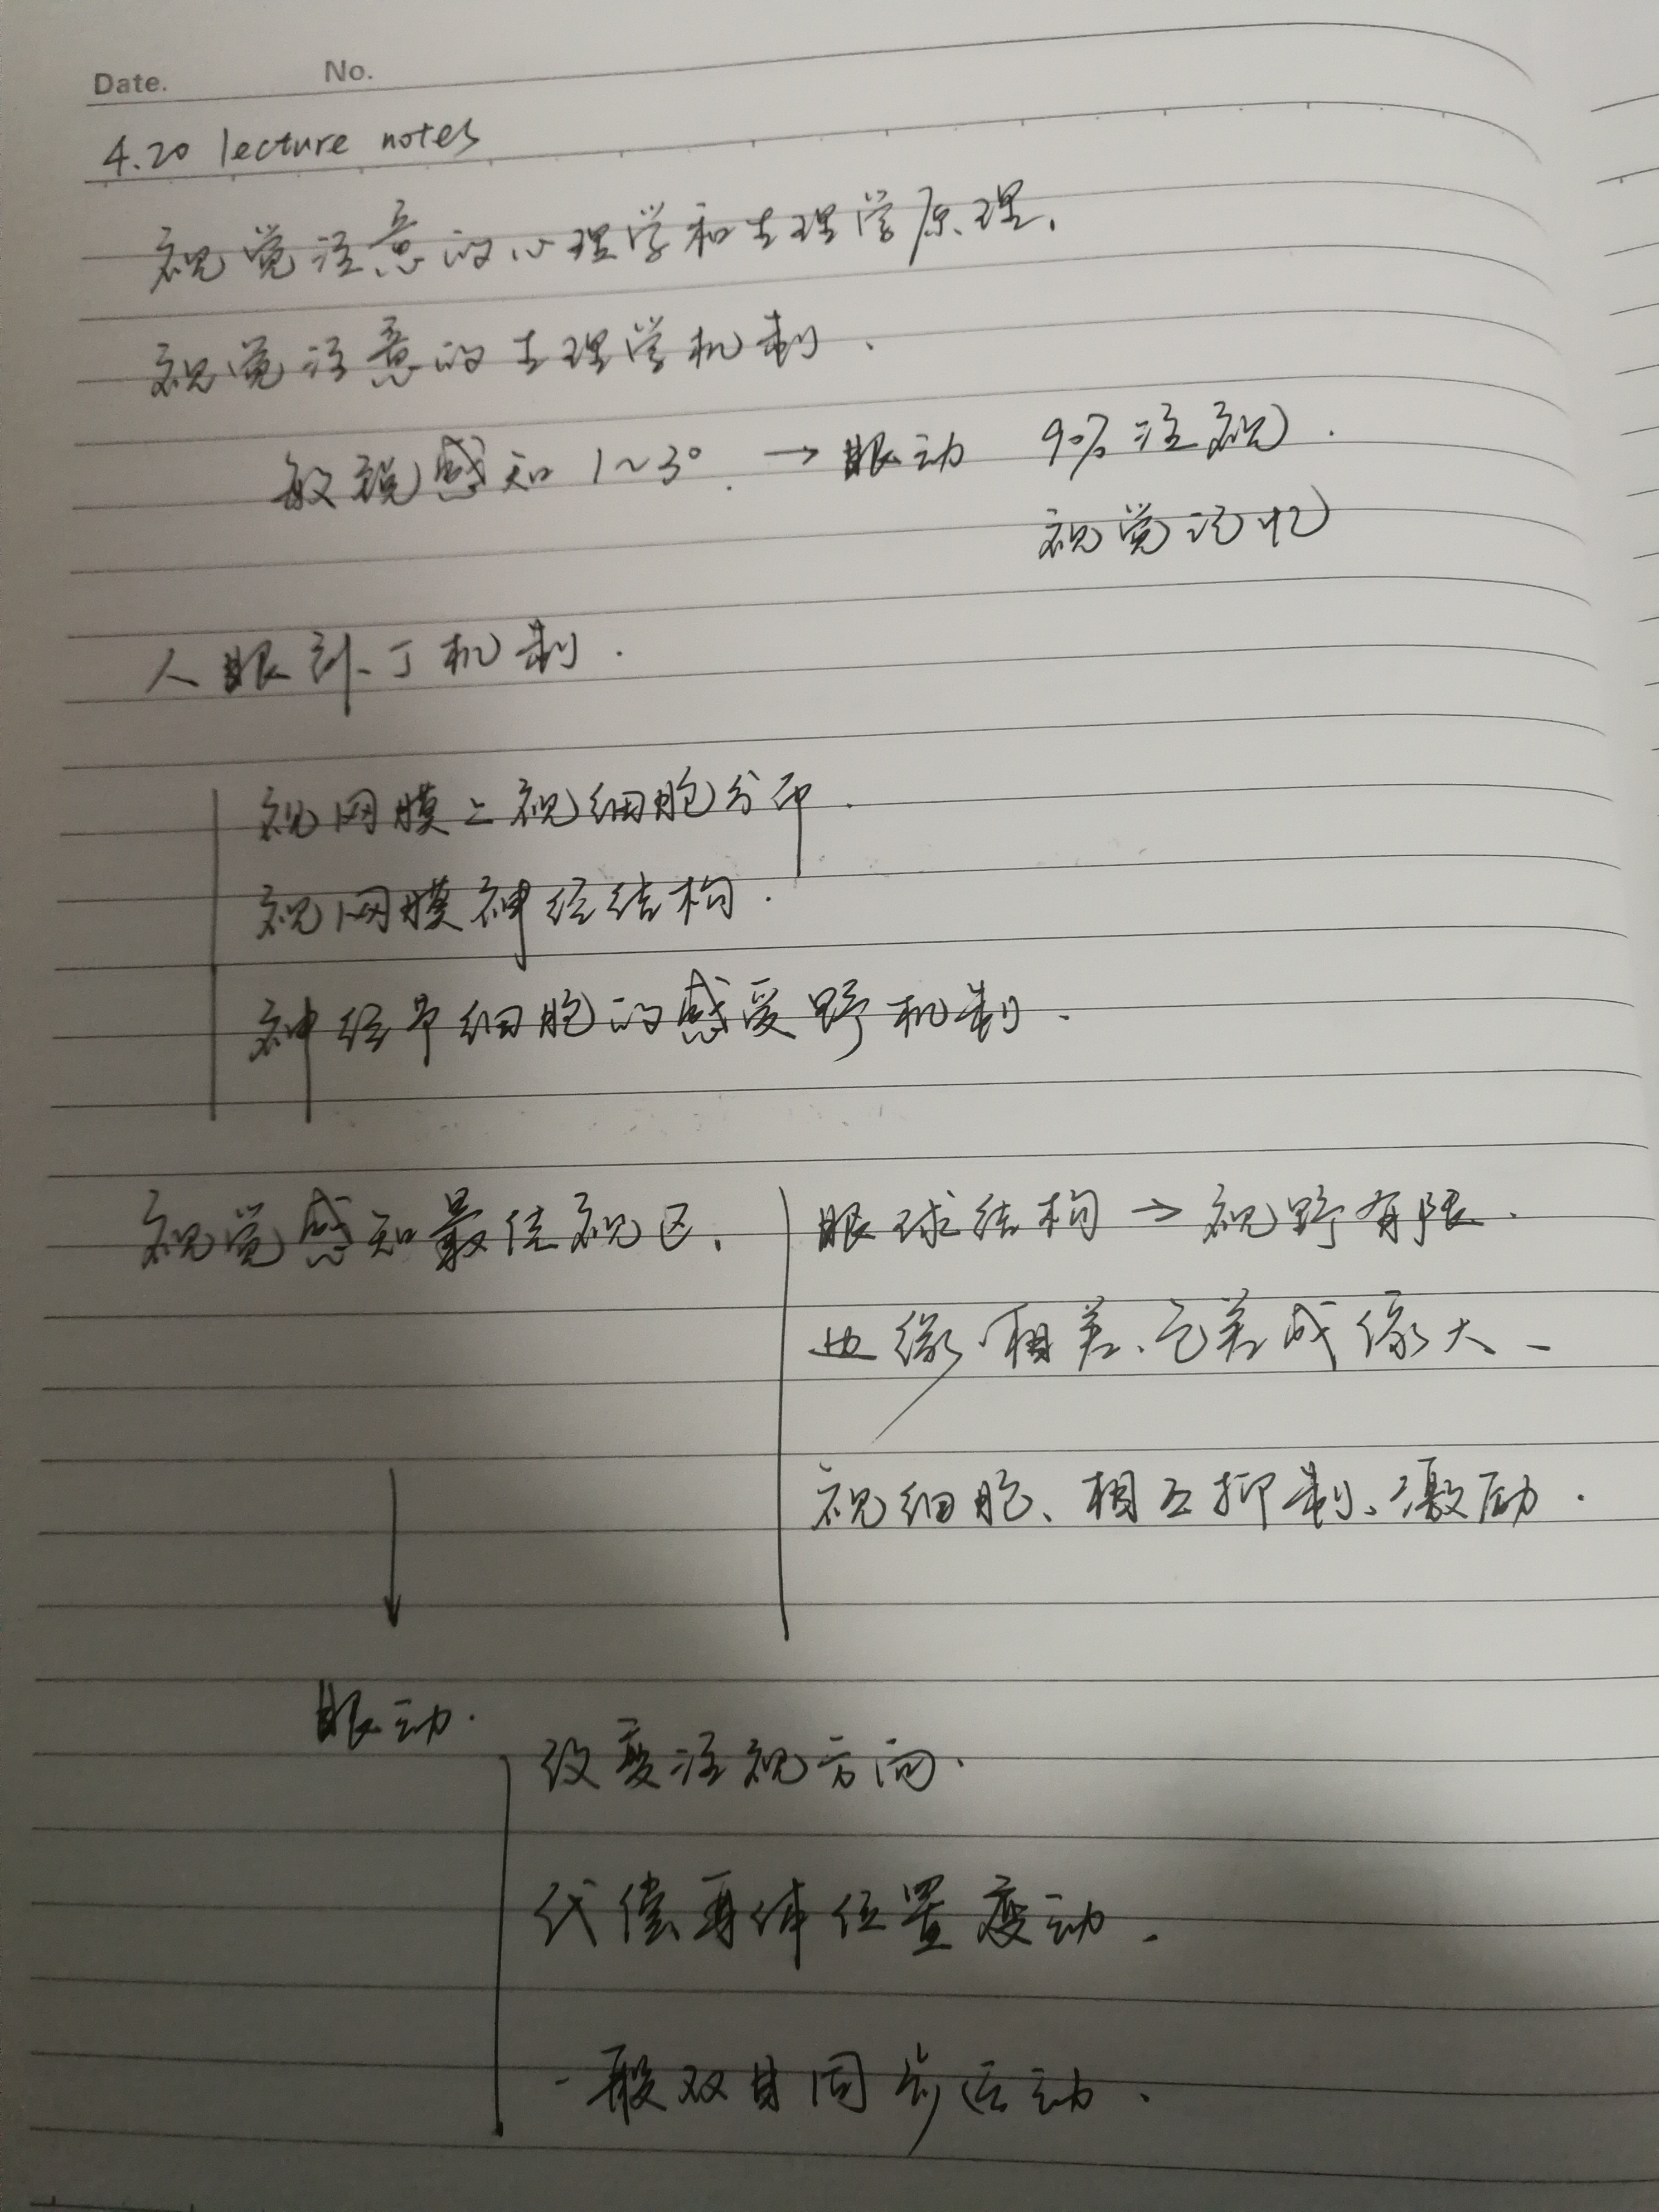 Date. No.
4.20 lecture notes
视觉注意的心理学和生理学原理.
视觉注意的生理学机制.
敏锐感知 1~3°. → 眼动 90% 注视.
视觉记忆
人眼引丁机制.
视网膜上视细胞分布.
视网膜神经结构.
神经节细胞的感受野机制.
视觉感知最佳视区.
眼球结构 → 视野有限.
边缘相差、色差成像大.
视细胞、相互抑制、激励.
眼动.
改变注视方向.
代偿身体位置变动.
一般双目同步运动.